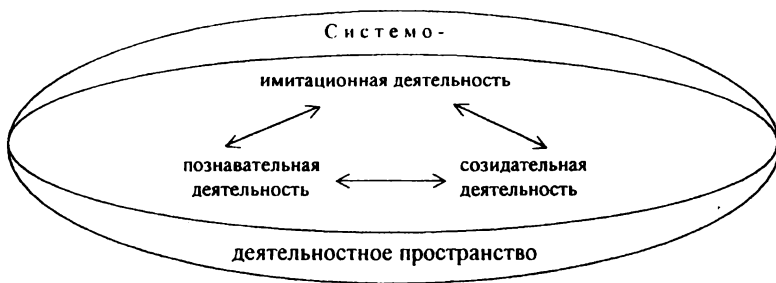 Системо-
имитационная деятельность
познавательная
деятельность
созидательная
деятельность
деятельностное пространство